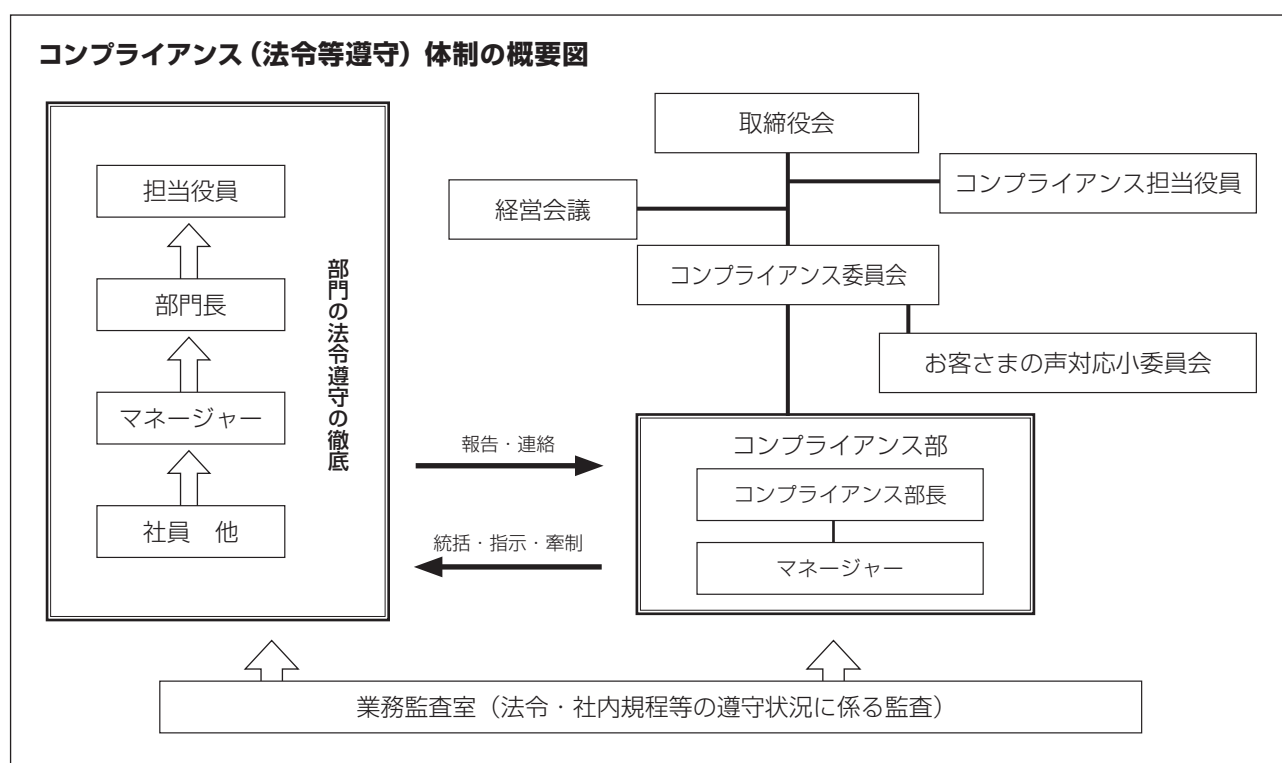 コンプライアンス（法令等遵守）体制の概要図
取締役会
コンプライアンス担当役員
経営会議
コンプライアンス委員会
お客さまの声対応小委員会
担当役員
部門長
マネージャー
社員　他
部門の法令遵守の徹底
報告・連絡
統括・指示・牽制
コンプライアンス部
コンプライアンス部長
マネージャー
業務監査室（法令・社内規程等の遵守状況に係る監査）